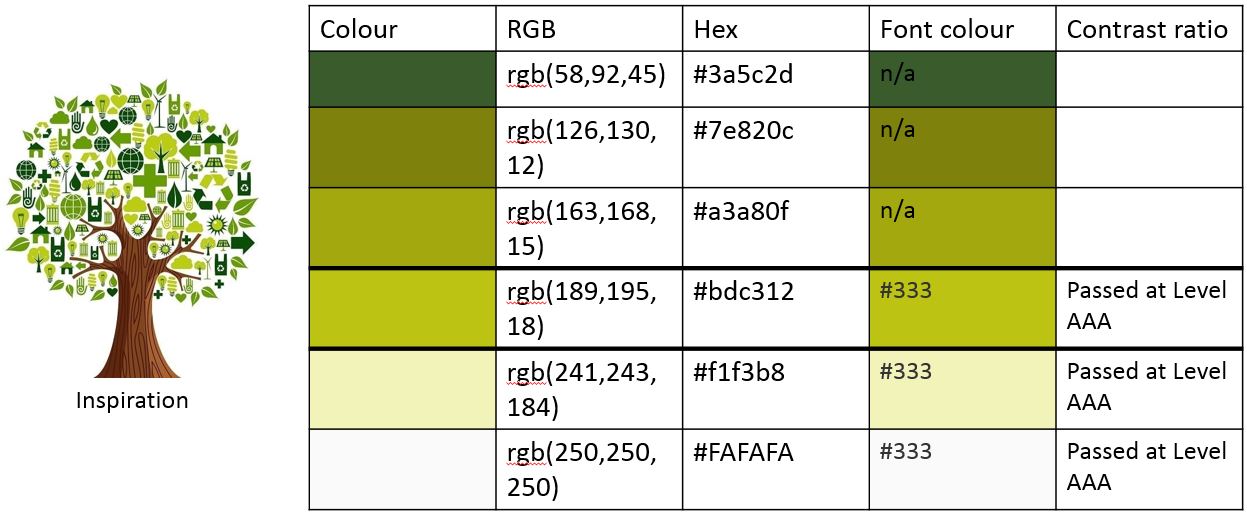 Colour RGB Hex Font colour Contrast ratio
rgb(58,92,45) #3a5c2d n/a
rgb(126,130, #7e820c n/a
12)
rgb(163,168, #a3a80f n/a
15)
rgb(189,195, #bdc312 #333 Passed at Level
18) AAA
rgb(241,243, #f1f3b8 #333 Passed at Level
184) AAA
rgb(250,250, #FAFAFA #333 Passed at Level
250) AAA
Inspiration